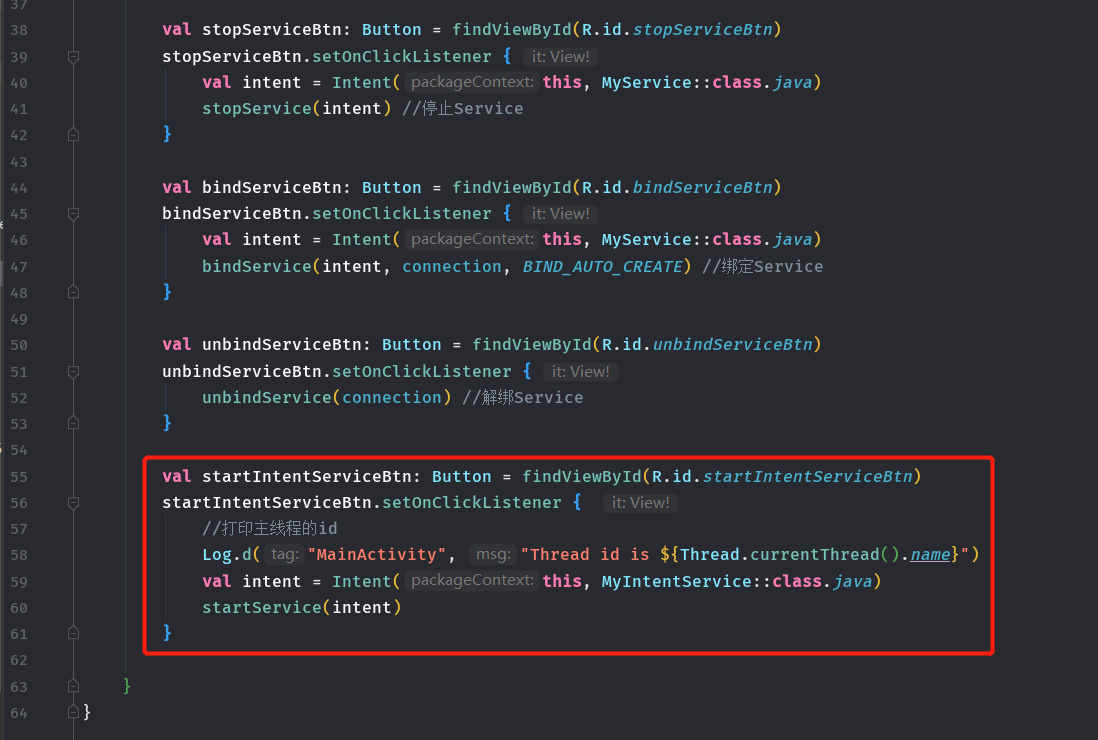 37
38 val stopServiceBtn: Button = findViewById(R.id.stopServiceBtn)
39 stopServiceBtn.setOnClickListener { it: View!
40 val intent = Intent( packageContext: this, MyService::class.java)
41 stopService(intent) //停止Service
42 }
43
44 val bindServiceBtn: Button = findViewById(R.id.bindServiceBtn)
45 bindServiceBtn.setOnClickListener { it: View!
46 val intent = Intent( packageContext: this, MyService::class.java)
47 bindService(intent, connection, BIND_AUTO_CREATE) //绑定Service
48 }
49
50 val unbindServiceBtn: Button = findViewById(R.id.unbindServiceBtn)
51 unbindServiceBtn.setOnClickListener { it: View!
52 unbindService(connection) //解绑Service
53 }
54
55 val startIntentServiceBtn: Button = findViewById(R.id.startIntentServiceBtn)
56 startIntentServiceBtn.setOnClickListener { it: View!
57 //打印主线程的id
58 Log.d( tag: "MainActivity", msg: "Thread id is ${Thread.currentThread().name}")
59 val intent = Intent( packageContext: this, MyIntentService::class.java)
60 startService(intent)
61 }
62
63 }
64 }